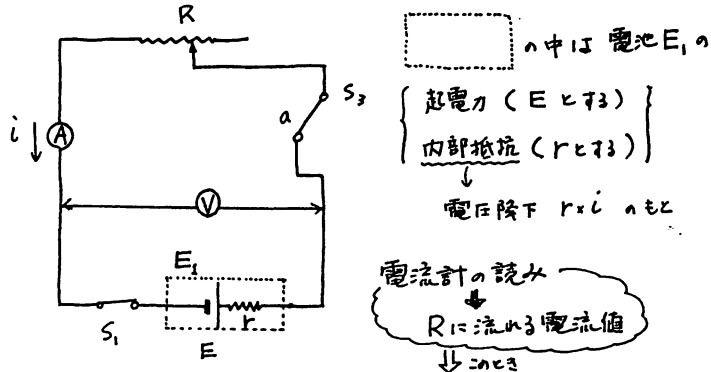 R
の中は 電池E₁の
S₃
a
起電力（Eとする）
内部抵抗（rとする）
↓
電圧降下 r×i のもと
i↓
A
V
E₁
r
S₁
E
電流計の読み
⇓
Rに流れる電流値
⇓ このとき